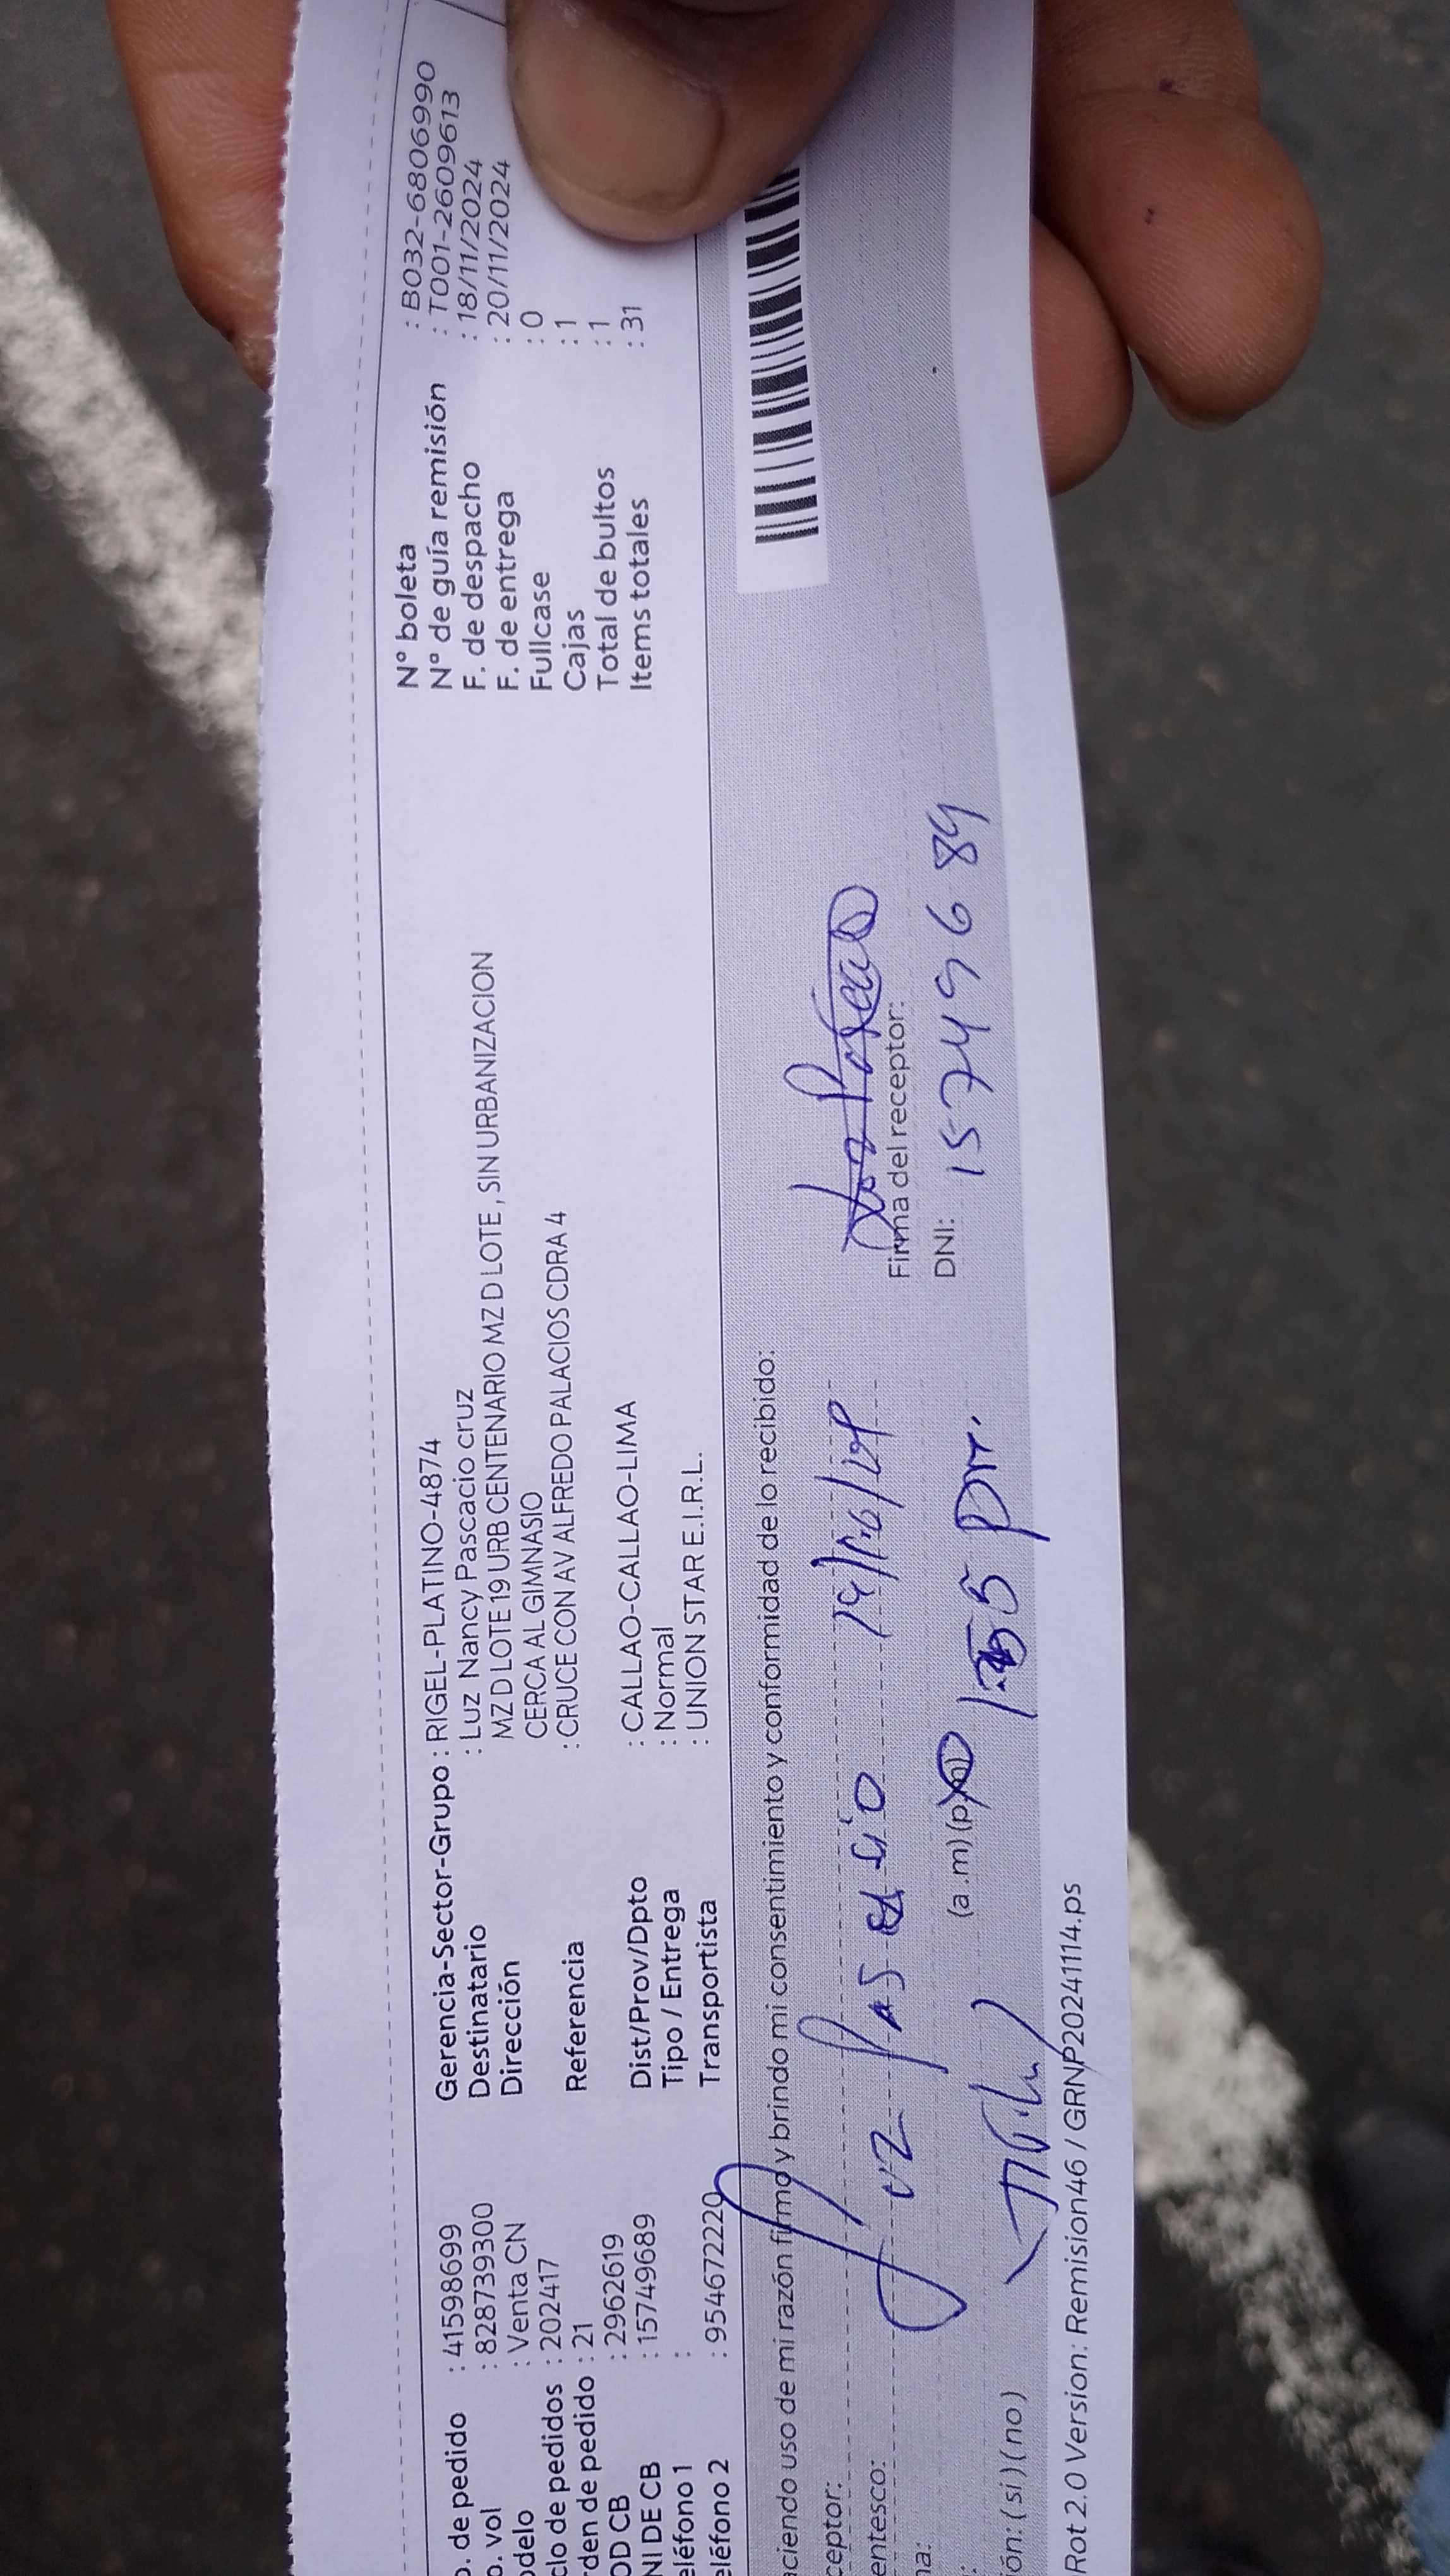 o. de pedido : 41598699
o. vol : 828739300
odelo : Venta CN
clo de pedidos : 202417
rden de pedido : 21
OD CB : 2962619
NI DE CB : 15749689
eléfono 1 :
eléfono 2 : 954672220
Gerencia-Sector-Grupo : RIGEL-PLATINO-4874
Destinatario : Luz Nancy Pascacio cruz
Dirección MZ D LOTE 19 URB CENTENARIO MZ D LOTE , SIN URBANIZACION
CERCA AL GIMNASIO
Referencia : CRUCE CON AV ALFREDO PALACIOS CDRA 4
Dist/Prov/Dpto : CALLAO-CALLAO-LIMA
Tipo / Entrega : Normal
Transportista : UNION STAR E.I.R.L.
N° boleta : B032-6806990
N° de guía remisión : T001-2609613
F. de despacho : 18/11/2024
F. de entrega : 20/11/2024
Fullcase : 0
Cajas : 1
Total de bultos : 1
Items totales : 31
aciendo uso de mi razón firmo y brindo mi consentimiento y conformidad de lo recibido:
ceptor: Luz
entesco:
na: (a .m) (p.m)
ión: (si) (no)
Firma del receptor:
DNI: 15749689
Rot 2.0 Version: Remision46 / GRNP20241114.ps